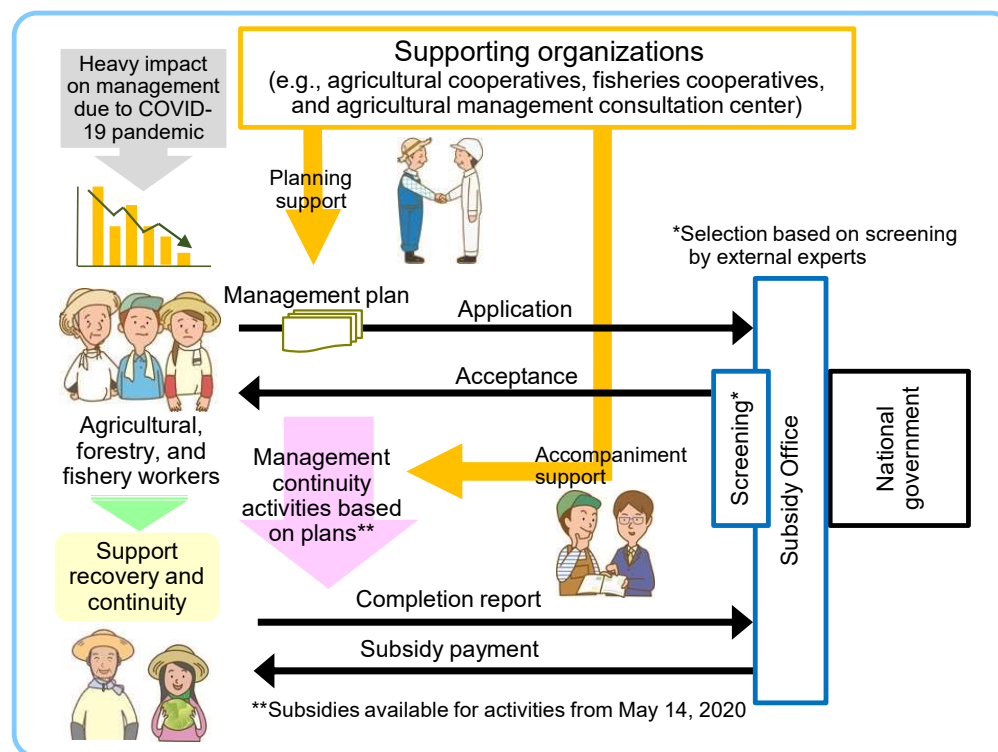 Heavy impact
on management
due to COVID-
19 pandemic
Supporting organizations
(e.g., agricultural cooperatives, fisheries cooperatives,
and agricultural management consultation center)
Planning
support
*Selection based on screening
by external experts
Management plan
Application
Acceptance
Agricultural,
forestry, and
fishery workers
Management
continuity
activities based
on plans**
Accompaniment
support
Screening*
Subsidy Office
National
government
Support
recovery and
continuity
Completion report
Subsidy payment
**Subsidies available for activities from May 14, 2020